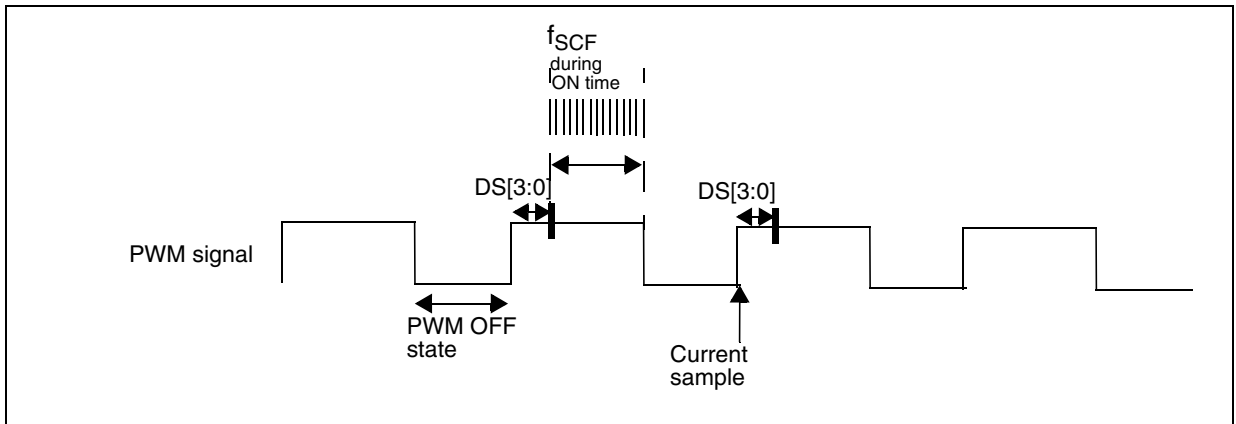 fSCF
during
ON time
DS[3:0]
DS[3:0]
PWM signal
PWM OFF
state
Current
sample